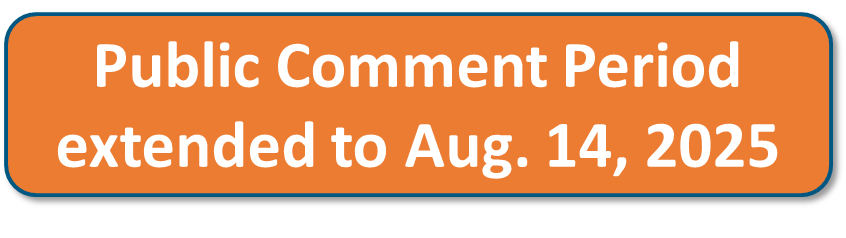 Public Comment Period
extended to Aug. 14, 2025